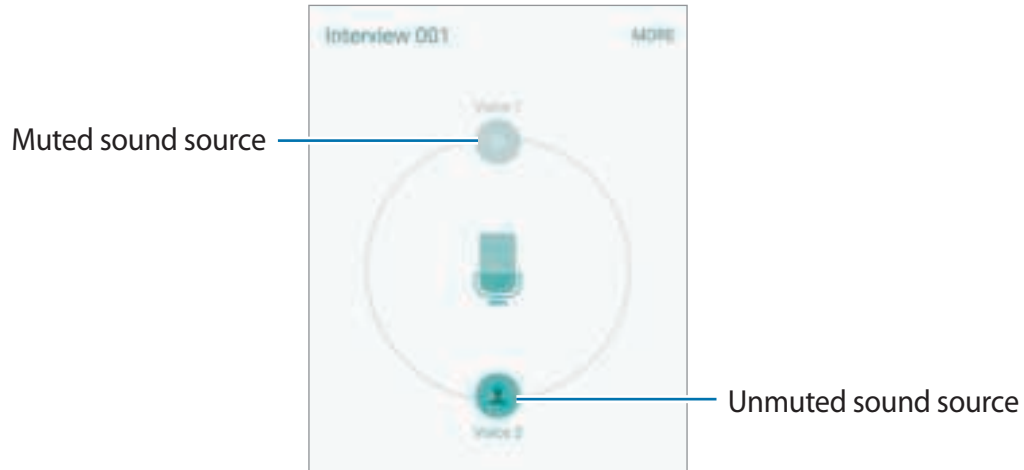 Interview 001
MORE
Voice 1
Muted sound source
Unmuted sound source
Voice 2